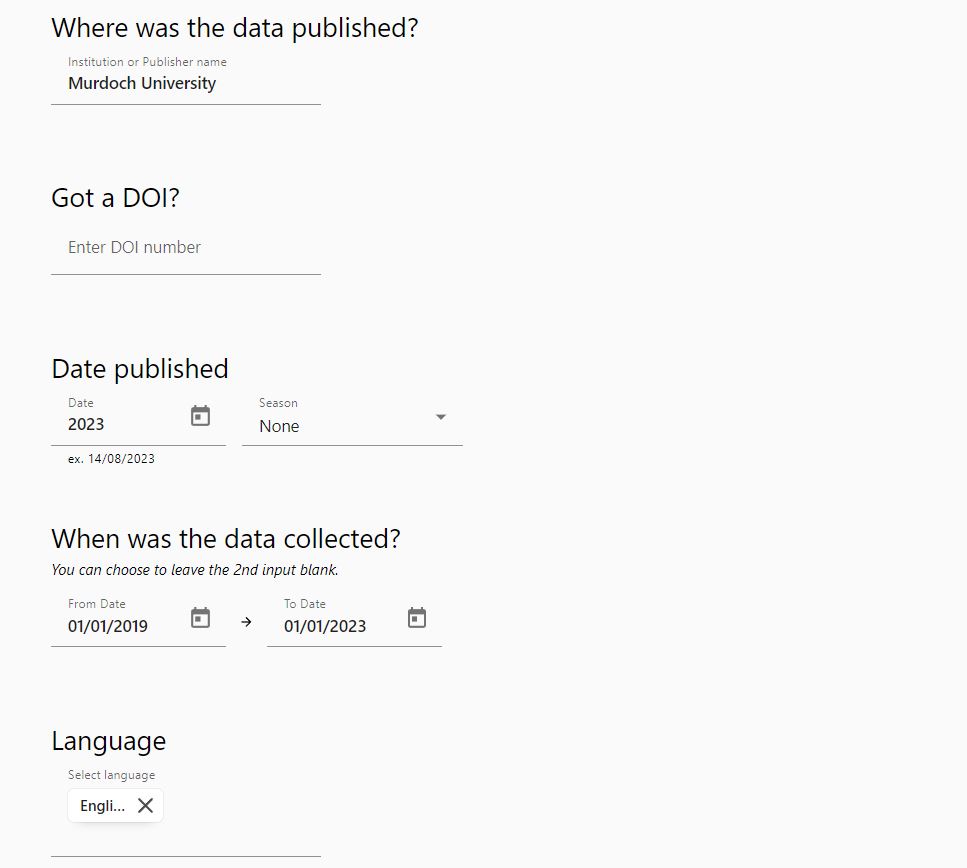 Where was the data published?
Institution or Publisher name
Murdoch University
Got a DOI?
Enter DOI number
Date published
Date
2023
Season
None
ex. 14/08/2023
When was the data collected?
You can choose to leave the 2nd input blank.
From Date
01/01/2019
→
To Date
01/01/2023
Language
Select language
Engli...